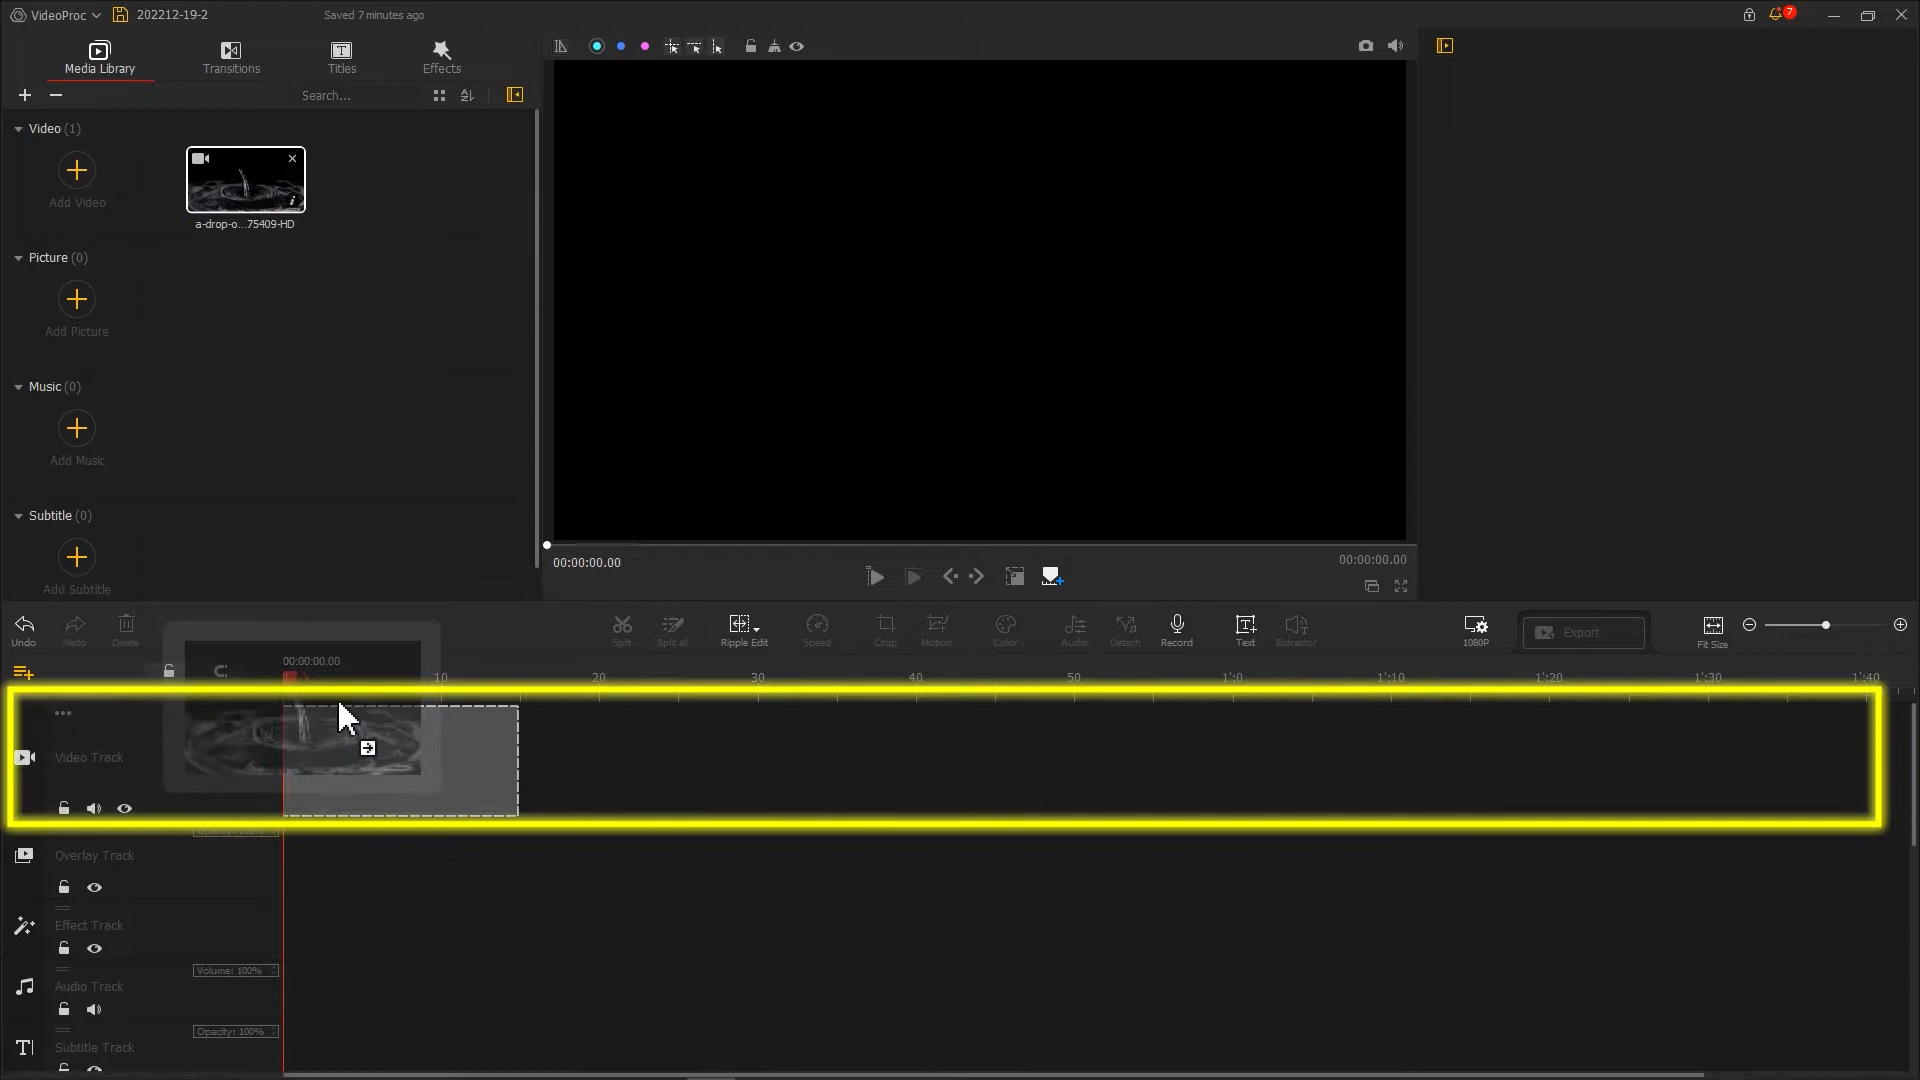 VideoProc
202212-19-2
Saved 7 minutes ago
7
Media Library
Transitions
Titles
Effects
Search...
Video (1)
Add Video
a-drop-o...75409-HD
Picture (0)
Add Picture
Music (0)
Add Music
Subtitle (0)
Add Subtitle
00:00:00.00
00:00:00.00
Undo
Redo
Delete
Split
Split all
Ripple Edit
Speed
Crop
Motion
Color
Audio
Detach
Record
Text
Extractor
1080P
Export
Fit Size
00:00:00.00
10
20
30
40
50
1':0
1':10
1':20
1':30
1':40
Video Track
Overlay Track
Effect Track
Volume: 100%
Audio Track
Opacity: 100%
Subtitle Track